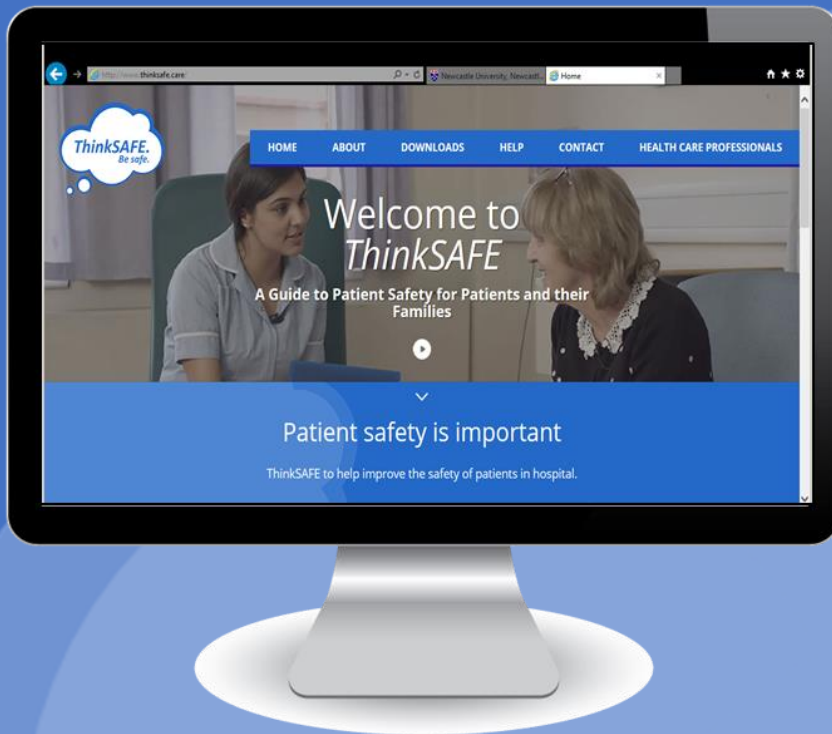 http://www.thinksafe.care/
Newcastle University, Newcastl...
Home
ThinkSAFE.
Be safe.
HOME ABOUT DOWNLOADS HELP CONTACT HEALTH CARE PROFESSIONALS
Welcome to
ThinkSAFE
A Guide to Patient Safety for Patients and their
Families
Patient safety is important
ThinkSAFE to help improve the safety of patients in hospital.